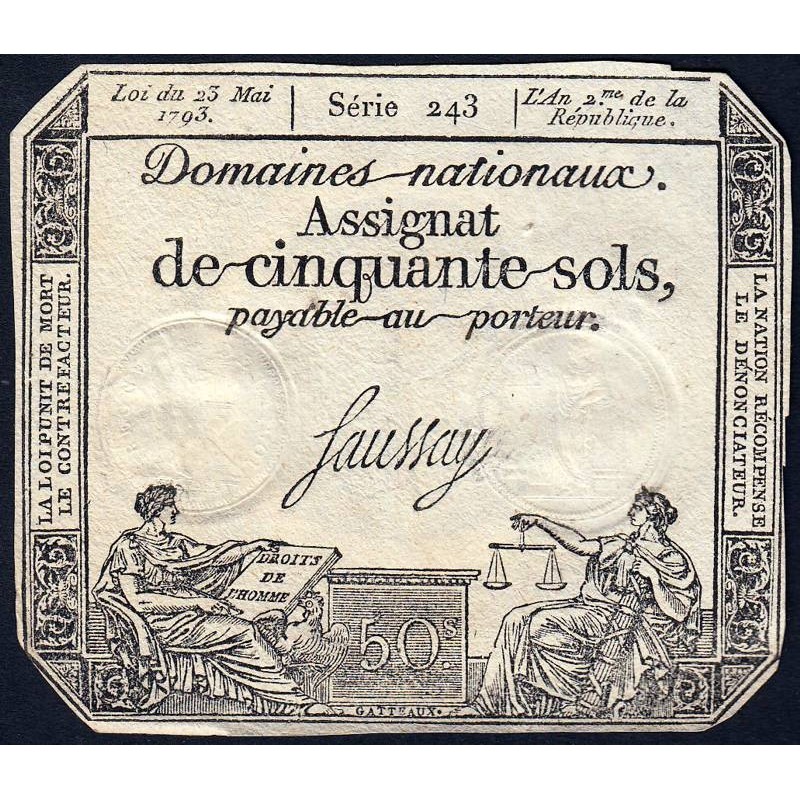 Loi du 23 Mai
1793.
Série 243
L'An 2.me de la
République.
Domaines nationaux.
Assignat
de cinquante sols,
payable au porteur.
LA LOI PUNIT DE MORT
LE CONTREFACTEUR.
LA NATION RÉCOMPENSE
LE DÉNONCIATEUR.
Saussay
DROITS
DE
L'HOMME
50 s.
GATTEAUX.